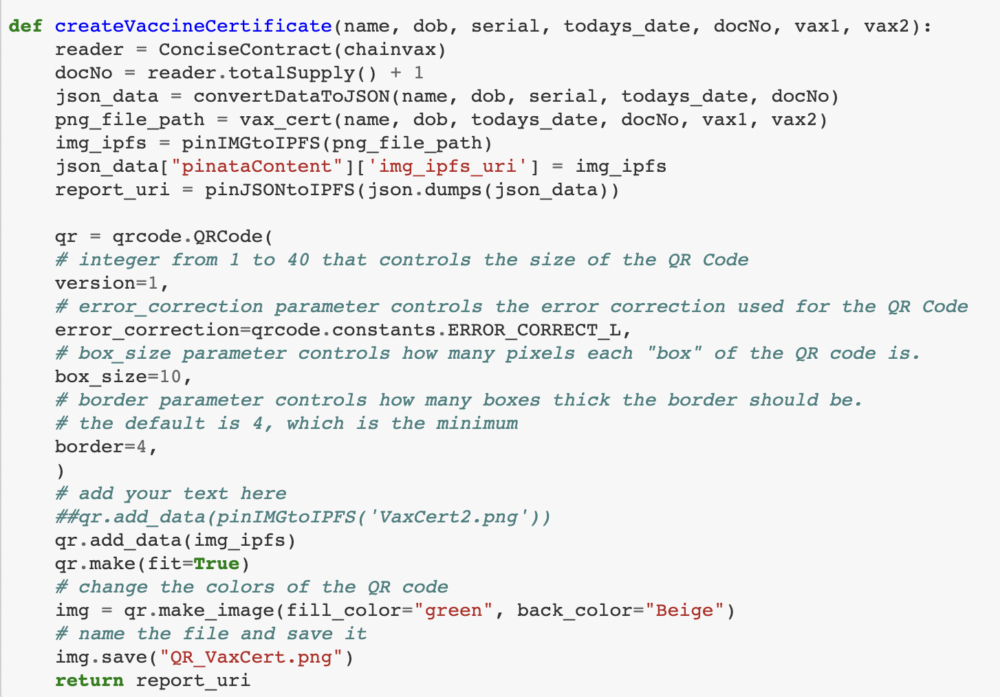 def createVaccineCertificate(name, dob, serial, todays_date, docNo, vax1, vax2):
    reader = ConciseContract(chainvax)
    docNo = reader.totalSupply() + 1
    json_data = convertDataToJSON(name, dob, serial, todays_date, docNo)
    png_file_path = vax_cert(name, dob, todays_date, docNo, vax1, vax2)
    img_ipfs = pinIMGtoIPFS(png_file_path)
    json_data["pinataContent"]['img_ipfs_uri'] = img_ipfs
    report_uri = pinJSONtoIPFS(json.dumps(json_data))

    qr = qrcode.QRCode(
    # integer from 1 to 40 that controls the size of the QR Code
    version=1,
    # error_correction parameter controls the error correction used for the QR Code
    error_correction=qrcode.constants.ERROR_CORRECT_L,
    # box_size parameter controls how many pixels each "box" of the QR code is.
    box_size=10,
    # border parameter controls how many boxes thick the border should be.
    # the default is 4, which is the minimum
    border=4,
    )
    # add your text here
    ##qr.add_data(pinIMGtoIPFS('VaxCert2.png'))
    qr.add_data(img_ipfs)
    qr.make(fit=True)
    # change the colors of the QR code
    img = qr.make_image(fill_color="green", back_color="Beige")
    # name the file and save it
    img.save("QR_VaxCert.png")
    return report_uri